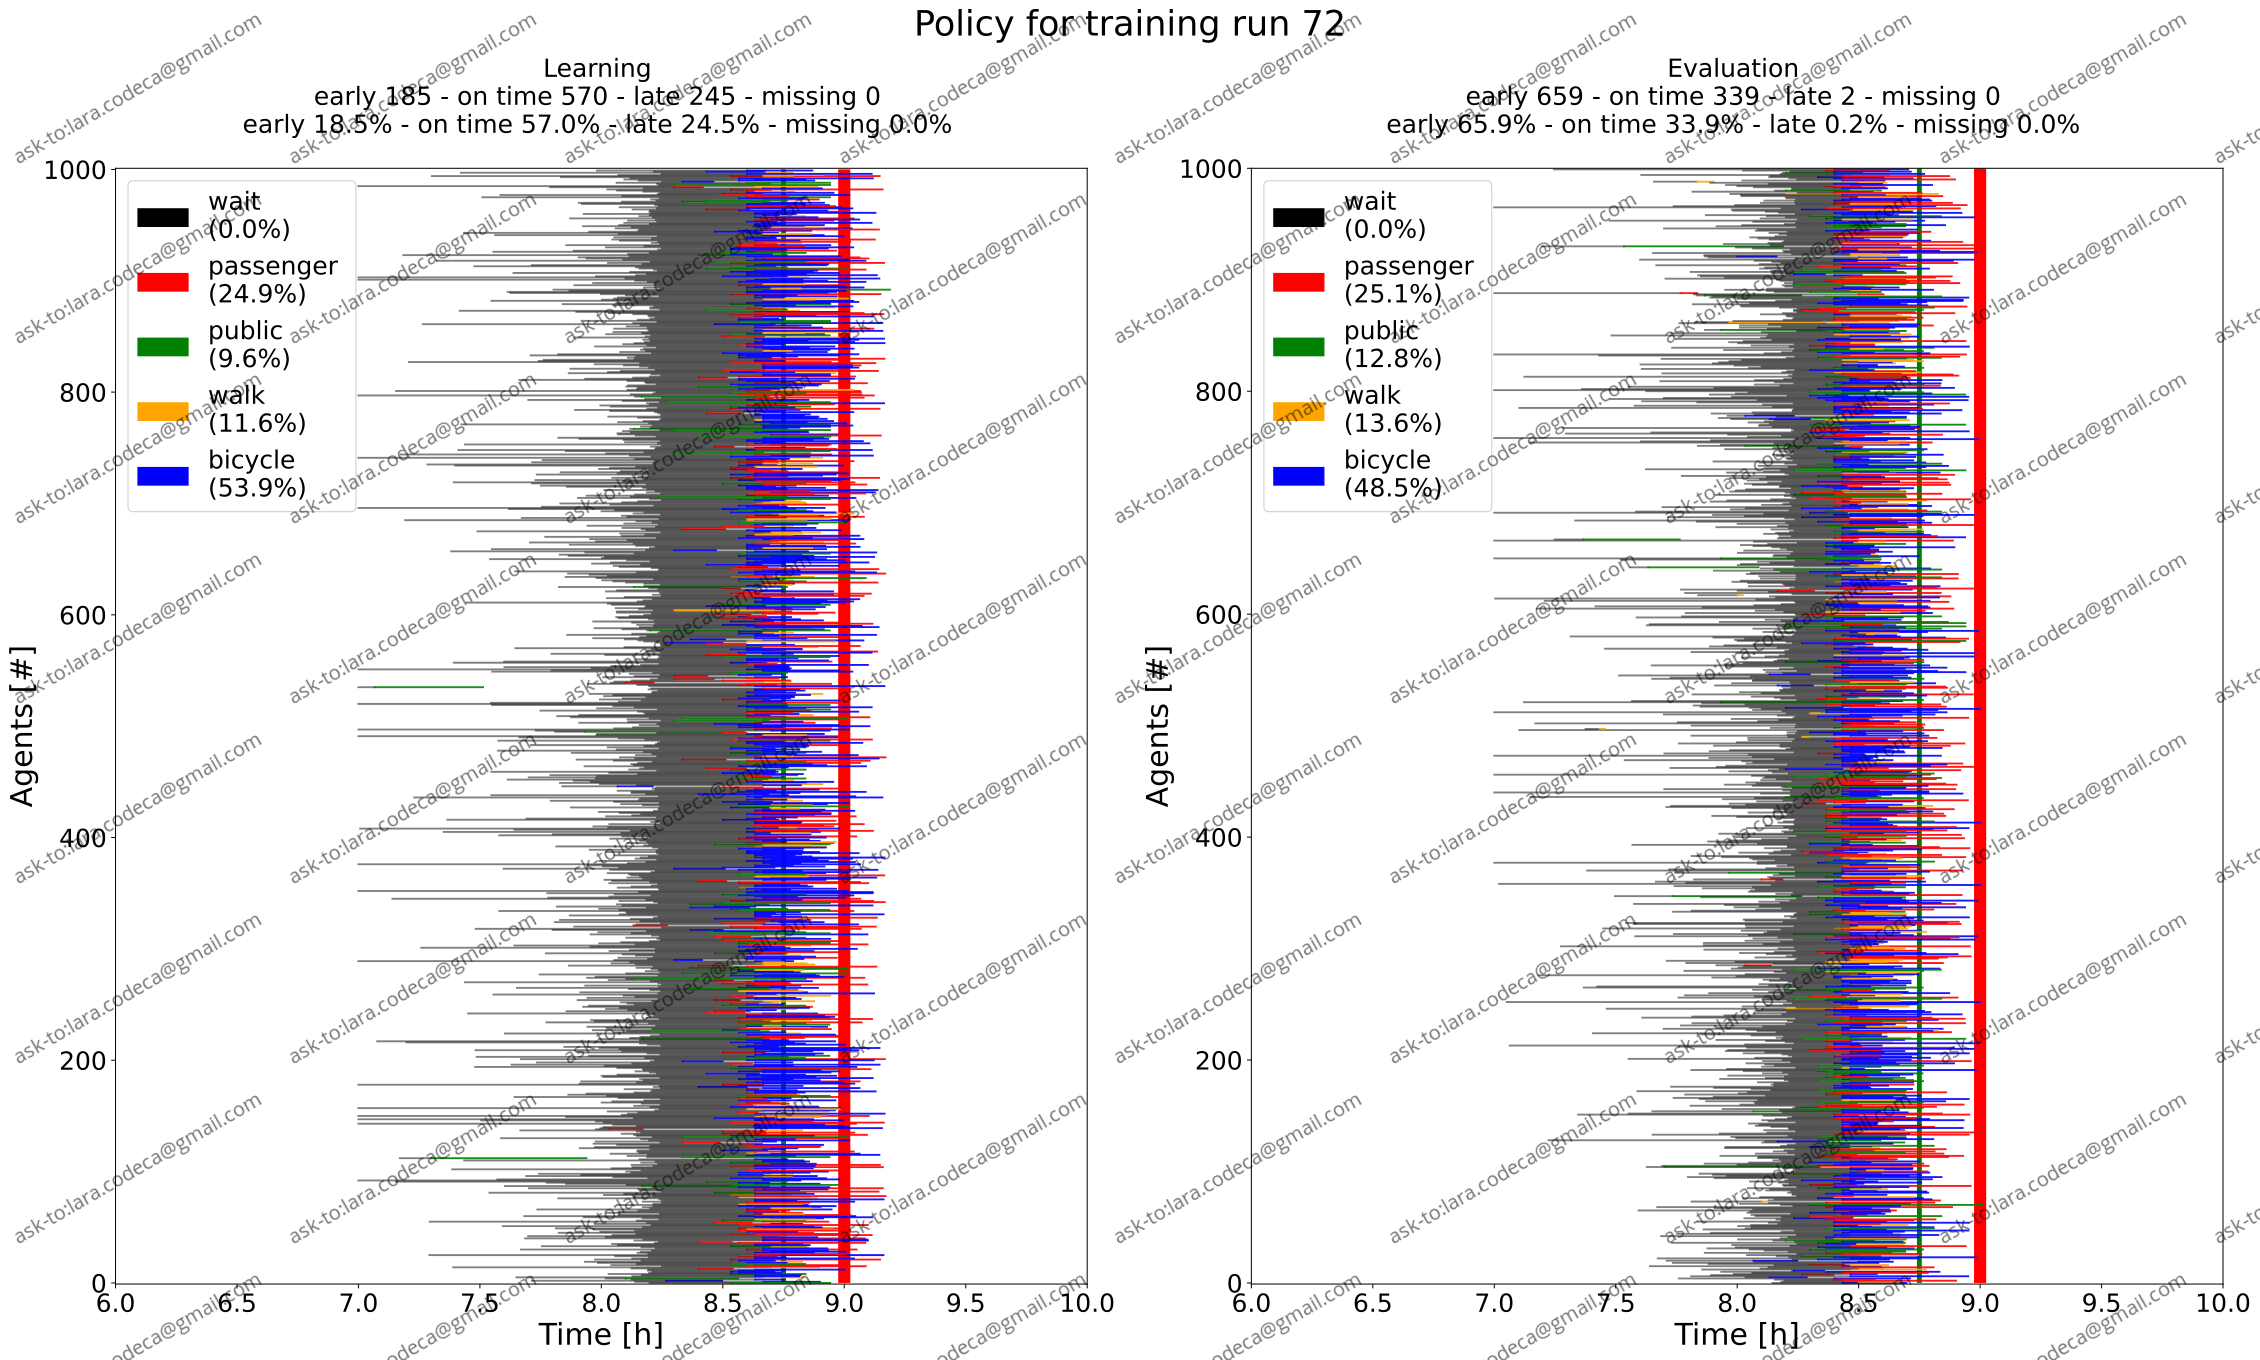 Policy for training run 72
Learning
early 185 - on time 570 - late 245 - missing 0
early 18.5% - on time 57.0% - late 24.5% - missing 0.0%
1000
800
600
400
200
0
Agents [#]
wait
(0.0%)
passenger
(24.9%)
public
(9.6%)
walk
(11.6%)
bicycle
(53.9%)
6.0 6.5 7.0 7.5 8.0 8.5 9.0 9.5 10.0
Time [h]
Evaluation
early 659 - on time 339 - late 2 - missing 0
early 65.9% - on time 33.9% - late 0.2% - missing 0.0%
1000
800
600
400
200
0
Agents [#]
wait
(0.0%)
passenger
(25.1%)
public
(12.8%)
walk
(13.6%)
bicycle
(48.5%)
6.0 6.5 7.0 7.5 8.0 8.5 9.0 9.5 10.0
Time [h]
ask-to:lara.codeca@gmail.com